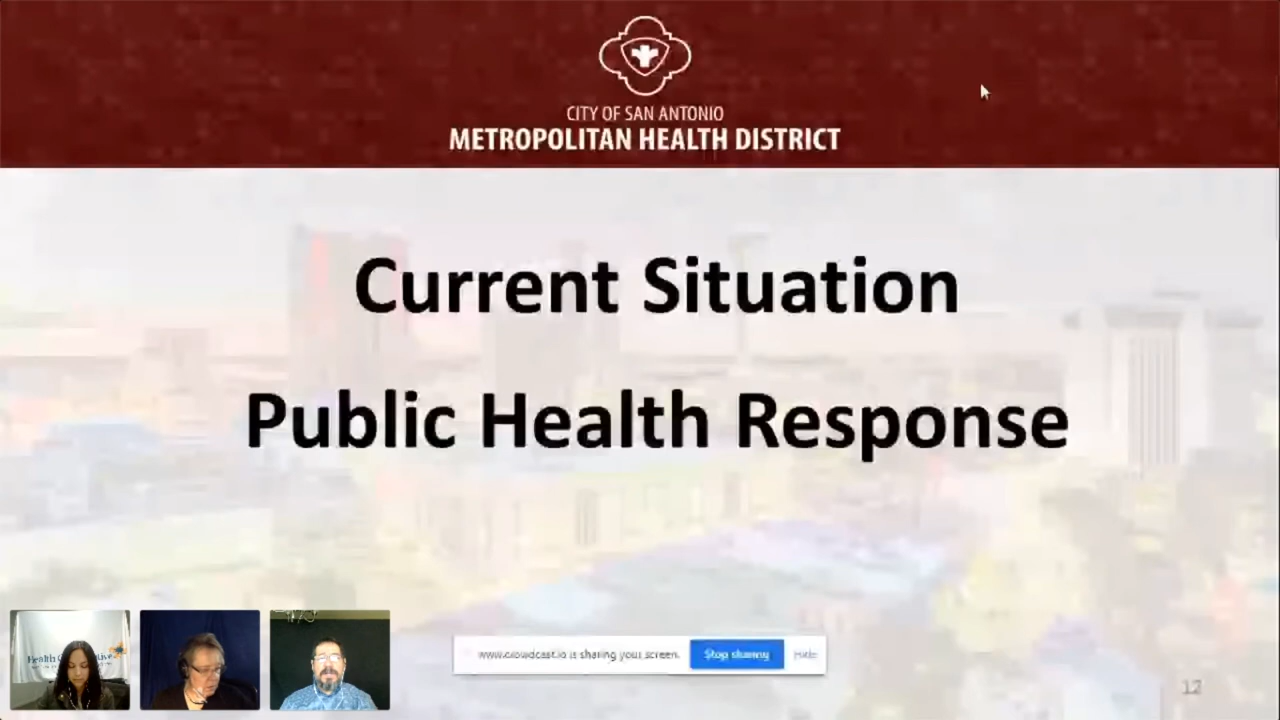 CITY OF SAN ANTONIO
METROPOLITAN HEALTH DISTRICT
Current Situation
Public Health Response
Health
www.crowdcast.io is sharing your screen.
Stop sharing
Hide
12